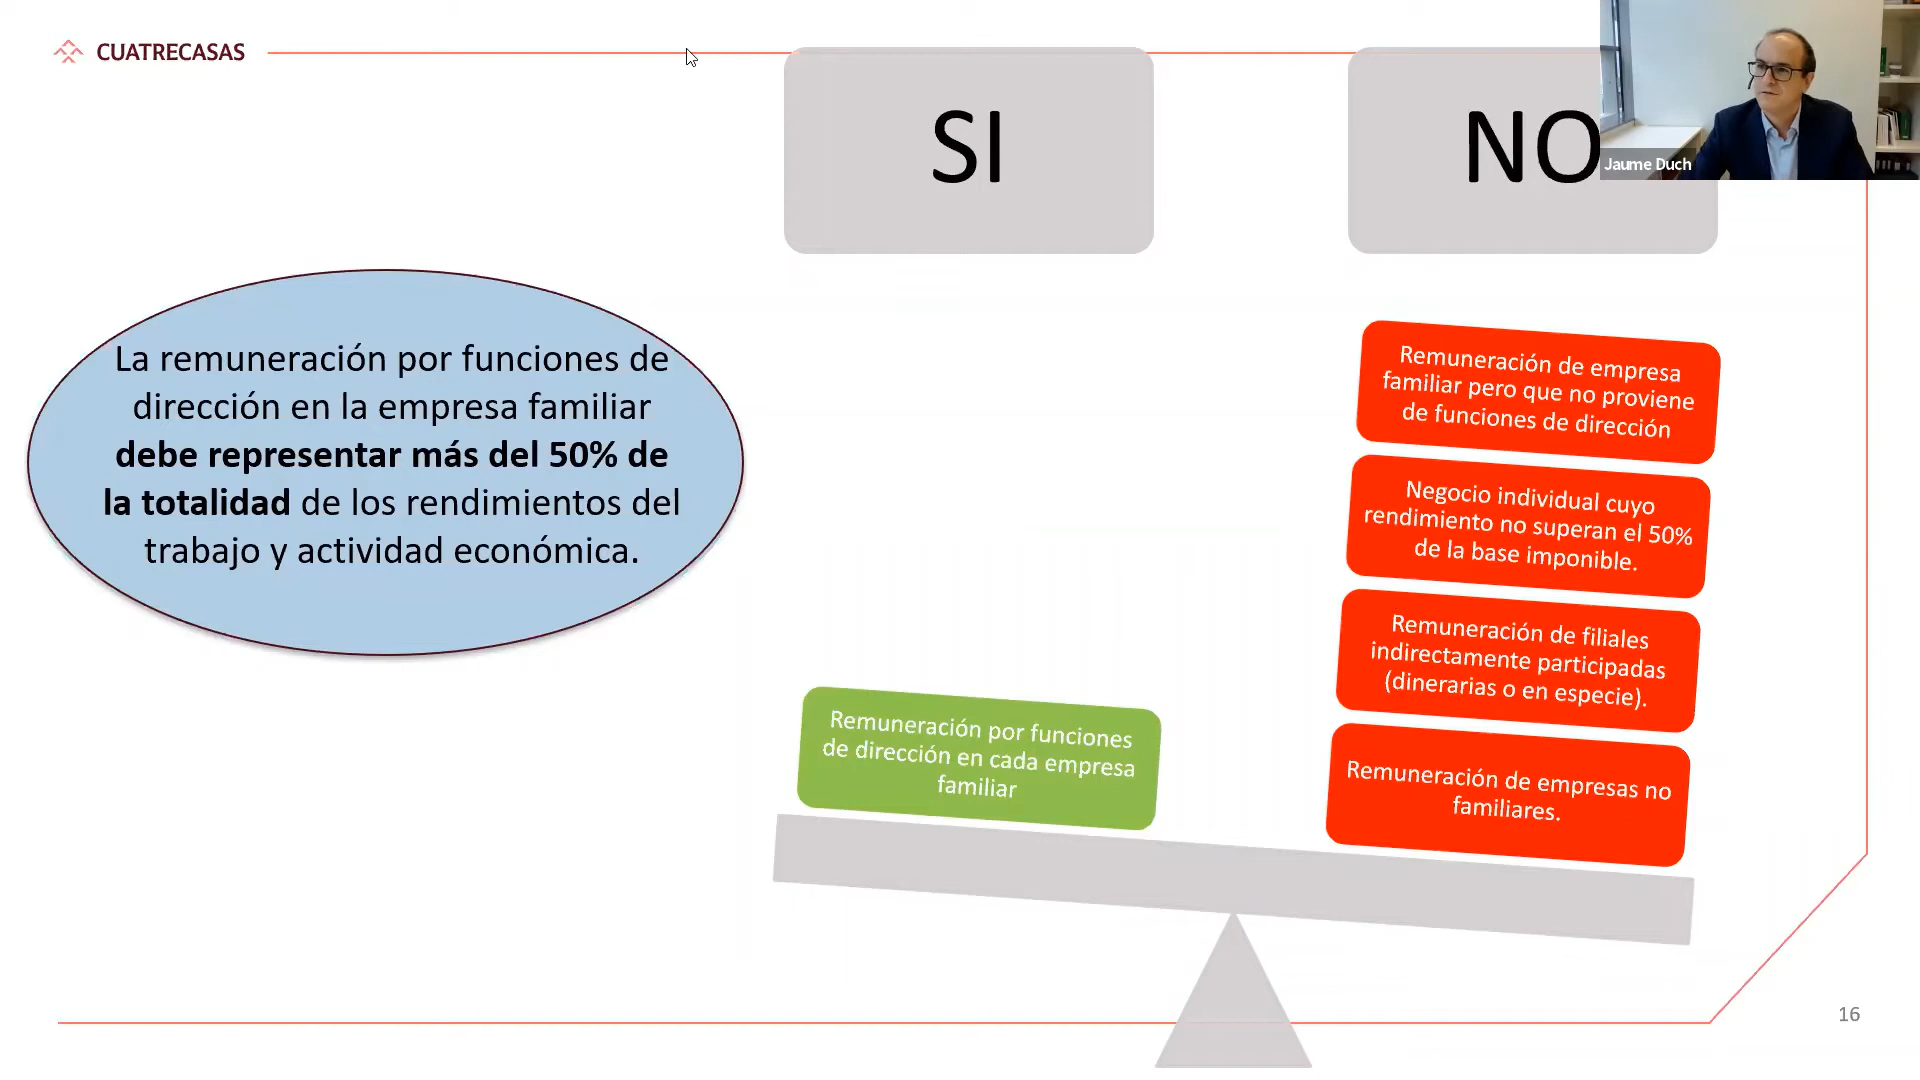 CUATRECASAS
SI
NO
Jaume Duch
La remuneración por funciones de
dirección en la empresa familiar
debe representar más del 50% de
la totalidad de los rendimientos del
trabajo y actividad económica.
Remuneración de empresa
familiar pero que no proviene
de funciones de dirección
Negocio individual cuyo
rendimiento no superan el 50%
de la base imponible.
Remuneración de filiales
indirectamente participadas
(dinerarias o en especie).
Remuneración por funciones
de dirección en cada empresa
familiar
Remuneración de empresas no
familiares.
16